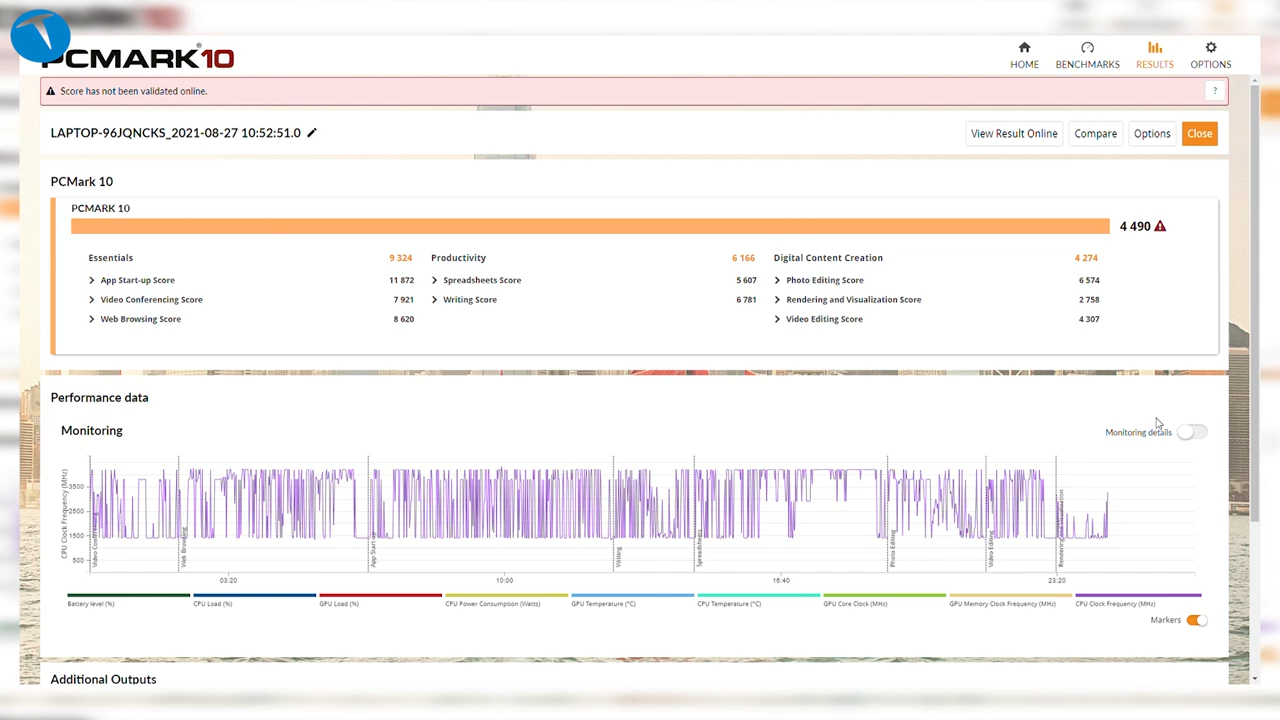 PCMARK®10
HOME
BENCHMARKS
RESULTS
OPTIONS
Score has not been validated online.
?
LAPTOP-96JQNCKS_2021-08-27 10:52:51.0
View Result Online
Compare
Options
Close
PCMark 10
PCMARK 10
4 490
Essentials 9 324
App Start-up Score 11 872
Video Conferencing Score 7 921
Web Browsing Score 8 620
Productivity 6 166
Spreadsheets Score 5 607
Writing Score 6 781
Digital Content Creation 4 274
Photo Editing Score 6 574
Rendering and Visualization Score 2 758
Video Editing Score 4 307
Performance data
Monitoring
Monitoring details
CPU Clock Frequency (MHz)
3500
2500
1500
500
Web Browsing
App Start-up
Writing
Spreadsheets
Photo Editing
Video Editing
Rendering and Visualization
03:20
10:00
16:40
23:20
Battery level (%)
CPU Load (%)
GPU Load (%)
CPU Power Consumption (Watts)
GPU Temperature (°C)
CPU Temperature (°C)
GPU Core Clock (MHz)
GPU Memory Clock Frequency (MHz)
CPU Clock Frequency (MHz)
Markers
Additional Outputs